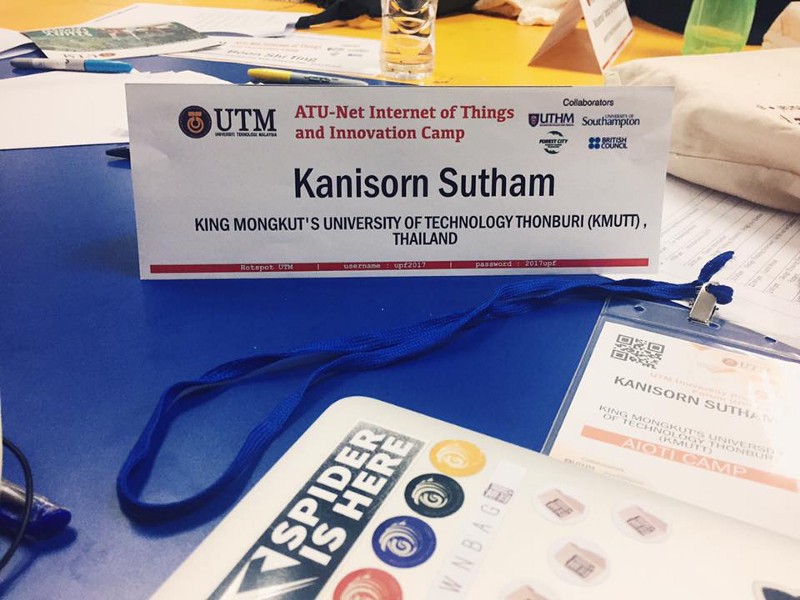 UTM
UNIVERSITI TEKNOLOGI MALAYSIA
ATU-Net Internet of Things
and Innovation Camp
Collaborators
UTHM
UNIVERSITY OF
Southampton
FOREST CITY
BRITISH
COUNCIL
Kanisorn Sutham
KING MONGKUT'S UNIVERSITY OF TECHNOLOGY THONBURI (KMUTT) ,
THAILAND
Hotspot UTM | username : upf2017 | password : 2017upf
KANISORN SUTHAM
KING MONGKUT'S UNIVERSITY
OF TECHNOLOGY THONBURI
(KMUTT)
AIOTI CAMP
SPIDER
IS HERE
WNBAG